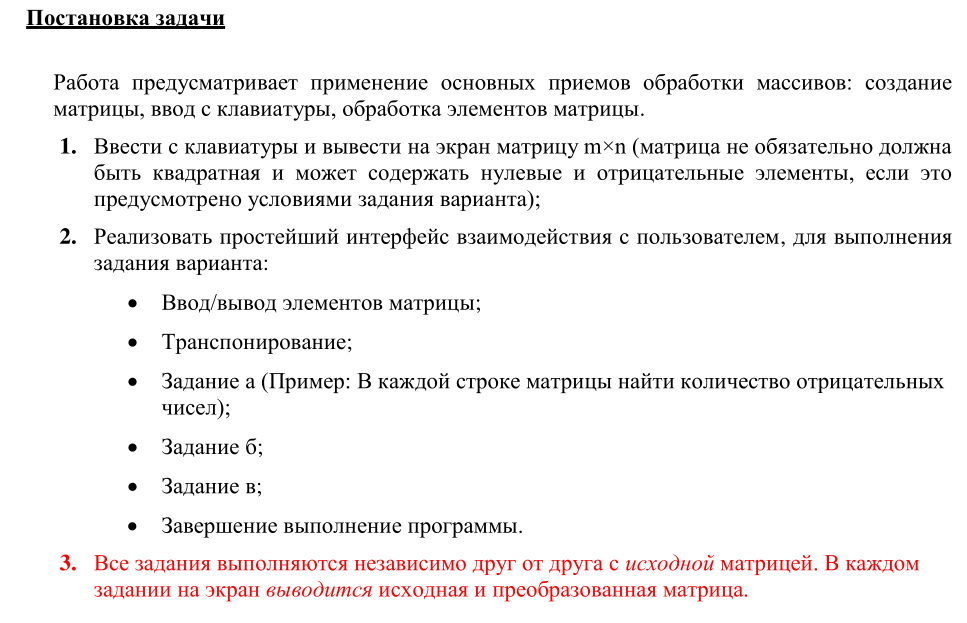 Постановка задачи
Работа предусматривает применение основных приемов обработки массивов: создание
матрицы, ввод с клавиатуры, обработка элементов матрицы.
1. Ввести с клавиатуры и вывести на экран матрицу m×n (матрица не обязательно должна
быть квадратная и может содержать нулевые и отрицательные элементы, если это
предусмотрено условиями задания варианта);
2. Реализовать простейший интерфейс взаимодействия с пользователем, для выполнения
задания варианта:
• Ввод/вывод элементов матрицы;
• Транспонирование;
• Задание а (Пример: В каждой строке матрицы найти количество отрицательных
чисел);
• Задание б;
• Задание в;
• Завершение выполнение программы.
3. Все задания выполняются независимо друг от друга с исходной матрицей. В каждом
задании на экран выводится исходная и преобразованная матрица.